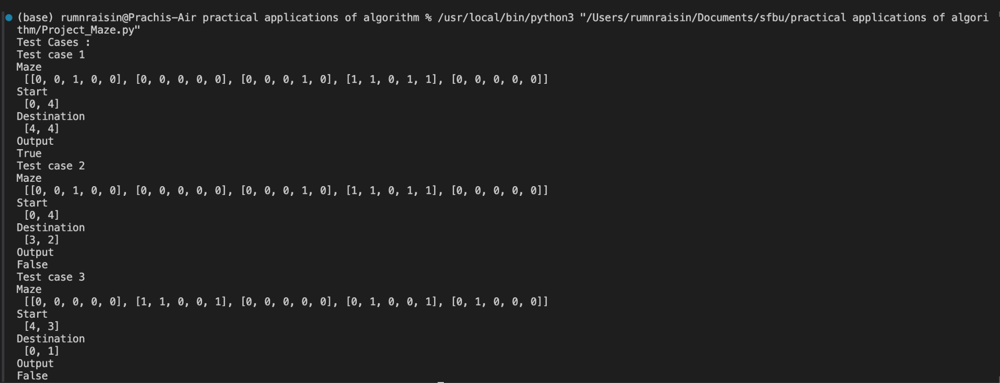 (base) rumnraisin@Prachis-Air practical applications of algorithm % /usr/local/bin/python3 "/Users/rumnraisin/Documents/sfbu/practical applications of algori
thm/Project_Maze.py"
Test Cases :
Test case 1
Maze
[[0, 0, 1, 0, 0], [0, 0, 0, 0, 0], [0, 0, 0, 1, 0], [1, 1, 0, 1, 1], [0, 0, 0, 0, 0]]
Start
[0, 4]
Destination
[4, 4]
Output
True
Test case 2
Maze
[[0, 0, 1, 0, 0], [0, 0, 0, 0, 0], [0, 0, 0, 1, 0], [1, 1, 0, 1, 1], [0, 0, 0, 0, 0]]
Start
[0, 4]
Destination
[3, 2]
Output
False
Test case 3
Maze
[[0, 0, 0, 0, 0], [1, 1, 0, 0, 1], [0, 0, 0, 0, 0], [0, 1, 0, 0, 1], [0, 1, 0, 0, 0]]
Start
[4, 3]
Destination
[0, 1]
Output
False